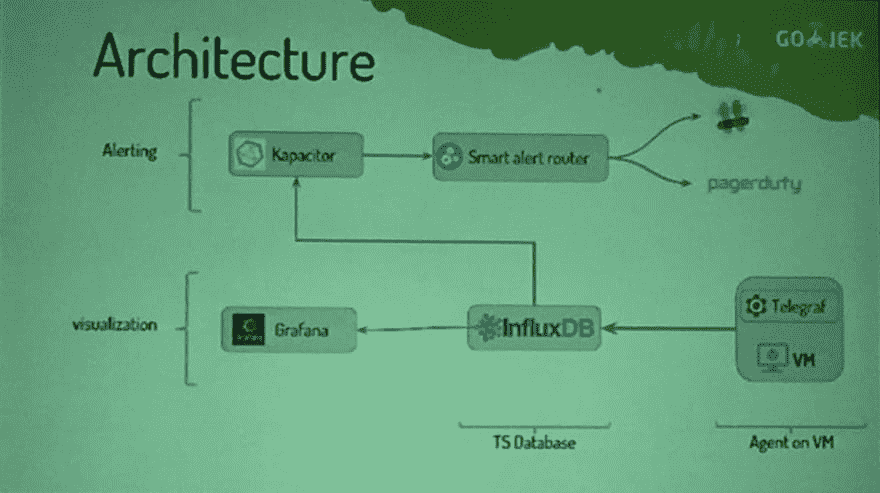 Architecture
GOJEK
Alerting
Kapacitor
Smart alert router
pagerduty
visualization
Grafana
InfluxDB
Telegraf
VM
TS Database
Agent on VM